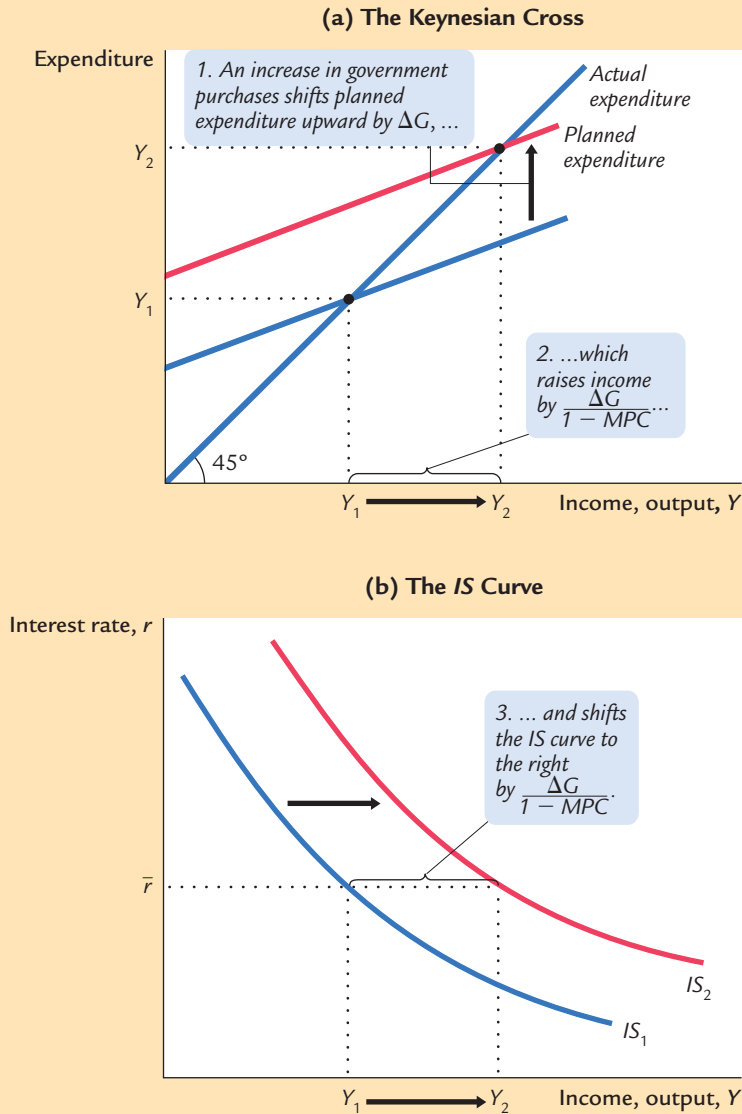 (a) The Keynesian Cross
Expenditure
1. An increase in government
purchases shifts planned
expenditure upward by ΔG, ...
Actual
expenditure
Planned
expenditure
Y₂
Y₁
2. ...which
raises income
by ΔG/1 − MPC...
45°
Y₁
Y₂
Income, output, Y
(b) The IS Curve
Interest rate, r
3. ... and shifts
the IS curve to
the right
by ΔG/1 − MPC.
r̄
IS₂
IS₁
Y₁
Y₂
Income, output, Y